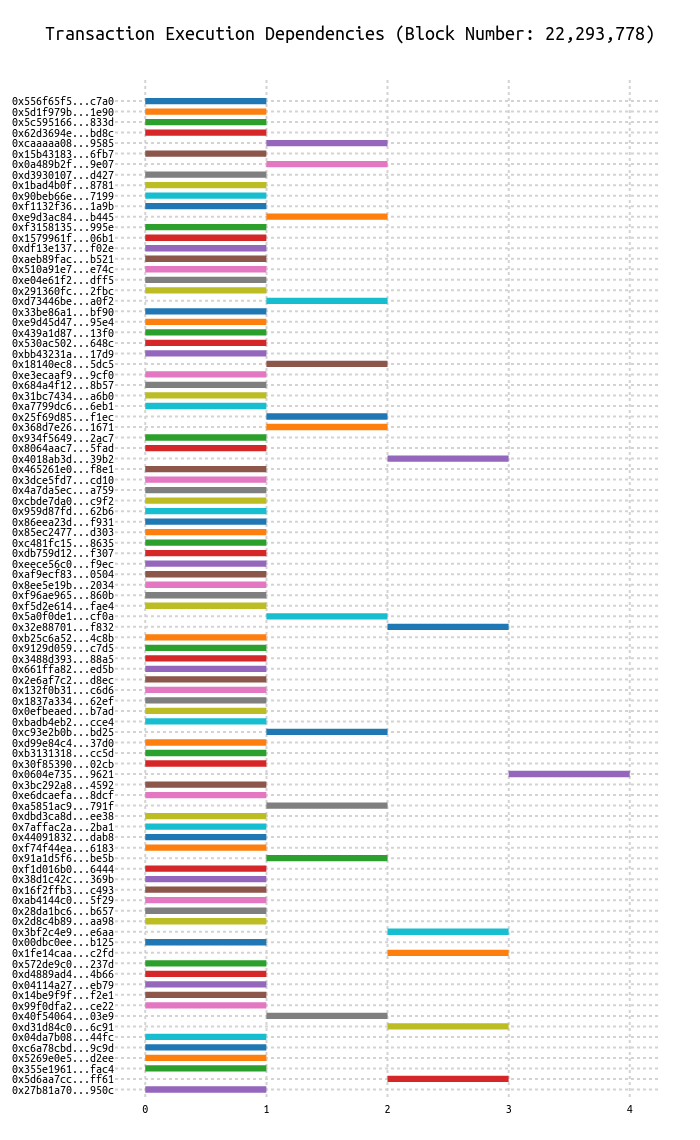 Transaction Execution Dependencies (Block Number: 22,293,778)
0x556f65f5...c7a0
0x5d1f979b...1e90
0x5c595166...833d
0x62d3694e...bd8c
0xcaaaaa08...9585
0x15b43183...6fb7
0x0a489b2f...9e07
0xd3930107...d427
0x1bad4b0f...8781
0x90beb66e...7199
0xf1132f36...1a9b
0xe9d3ac84...b445
0xf3158135...995e
0x1579961f...06b1
0xdf13e137...f02e
0xaeb89fac...b521
0x510a91e7...e74c
0xe04e61f2...dff5
0x291360fc...2fbc
0xd73446be...a0f2
0x33be86a1...bf90
0xe9d45d47...95e4
0x439a1d87...13f0
0x530ac502...648c
0xbb43231a...17d9
0x18140ec8...5dc5
0xe3ecaaf9...9cf0
0x684a4f12...8b57
0x31bc7434...a6b0
0xa7799dc6...6eb1
0x25f69d85...f1ec
0x368d7e26...1671
0x934f5649...2ac7
0x8064aac7...5fad
0x4018ab3d...39b2
0x465261e0...f8e1
0x3dce5fd7...cd10
0x4a7da5ec...a759
0xcbde7da0...c9f2
0x959d87fd...62b6
0x86eea23d...f931
0x85ec2477...d303
0xc481fc15...8635
0xdb759d12...f307
0xeece56c0...f9ec
0xaf9ecf83...0504
0x8ee5e19b...2034
0xf96ae965...860b
0xf5d2e614...fae4
0x5a0f0de1...cf0a
0x32e88701...f832
0xb25c6a52...4c8b
0x9129d059...c7d5
0x3488d393...88a5
0x661ffa82...ed5b
0x2e6af7c2...d8ec
0x132f0b31...c6d6
0x1837a334...62ef
0x0efbeaed...b7ad
0xbadb4eb2...cce4
0xc93e2b0b...bd25
0xd99e84c4...37d0
0xb3131318...cc5d
0x30f85390...02cb
0x0604e735...9621
0x3bc292a8...4592
0xe6dcaefa...8dcf
0xa5851ac9...791f
0xdbd3ca8d...ee38
0x7affac2a...2ba1
0x44091832...dab8
0xf74f44ea...6183
0x91a1d5f6...be5b
0xf1d016b0...6444
0x38d1c42c...369b
0x16f2ffb3...c493
0xab4144c0...5f29
0x28da1bc6...b657
0x2d8c4b89...aa98
0x3bf2c4e9...e6aa
0x00dbc0ee...b125
0x1fe14caa...c2fd
0x572de9c0...237d
0xd4889ad4...4b66
0x04114a27...eb79
0x14be9f9f...f2e1
0x99f0dfa2...ce22
0x40f54064...03e9
0xd31d84c0...6c91
0x04da7b08...44fc
0xc6a78cbd...9c9d
0x5269e0e5...d2ee
0x355e1961...fac4
0x5d6aa7cc...ff61
0x27b81a70...950c
0 1 2 3 4